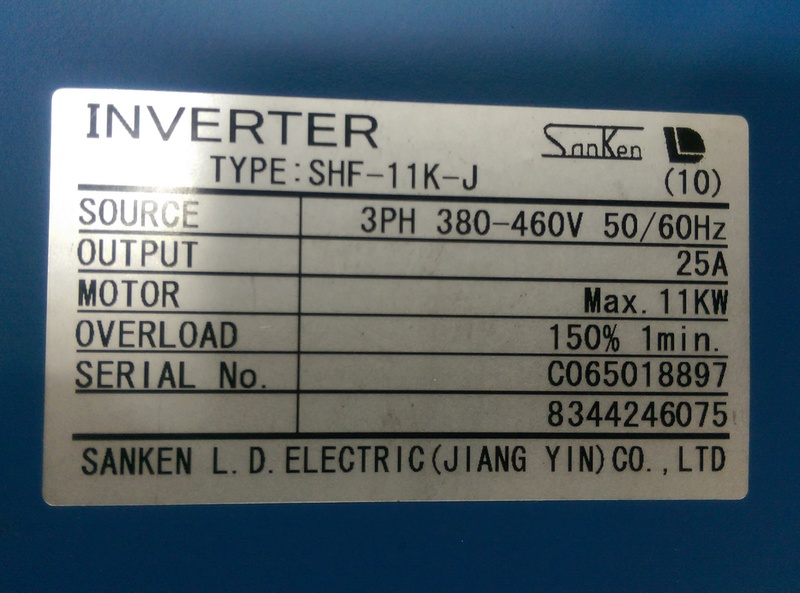 INVERTER
SanKen
TYPE:SHF-11K-J (10)
SOURCE 3PH 380-460V 50/60Hz
OUTPUT 25A
MOTOR Max. 11KW
OVERLOAD 150% 1min.
SERIAL No. C065018897
8344246075
SANKEN L.D.ELECTRIC(JIANG YIN)CO.,LTD